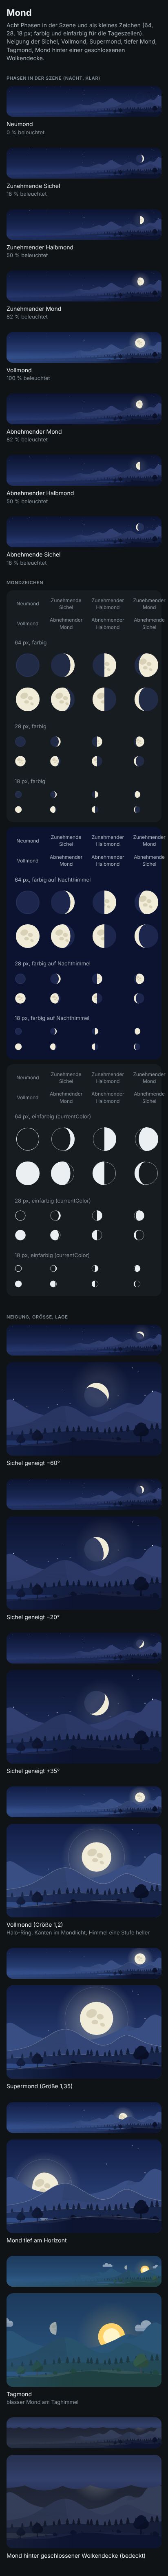 Mond
Acht Phasen in der Szene und als kleines Zeichen (64,
28, 18 px; farbig und einfarbig für die Tageszeilen).
Neigung der Sichel, Vollmond, Supermond, tiefer Mond,
Tagmond, Mond hinter einer geschlossenen
Wolkendecke.
PHASEN IN DER SZENE (NACHT, KLAR)
Neumond
0 % beleuchtet
Zunehmende Sichel
18 % beleuchtet
Zunehmender Halbmond
50 % beleuchtet
Zunehmender Mond
82 % beleuchtet
Vollmond
100 % beleuchtet
Abnehmender Mond
82 % beleuchtet
Abnehmender Halbmond
50 % beleuchtet
Abnehmende Sichel
18 % beleuchtet
MONDZEICHEN
Neumond
Zunehmende Sichel
Zunehmender Halbmond
Zunehmender Mond
Vollmond
Abnehmender Mond
Abnehmender Halbmond
Abnehmende Sichel
64 px, farbig
28 px, farbig
18 px, farbig
Neumond
Zunehmende Sichel
Zunehmender Halbmond
Zunehmender Mond
Vollmond
Abnehmender Mond
Abnehmender Halbmond
Abnehmende Sichel
64 px, farbig auf Nachthimmel
28 px, farbig auf Nachthimmel
18 px, farbig auf Nachthimmel
Neumond
Zunehmende Sichel
Zunehmender Halbmond
Zunehmender Mond
Vollmond
Abnehmender Mond
Abnehmender Halbmond
Abnehmende Sichel
64 px, einfarbig (currentColor)
28 px, einfarbig (currentColor)
18 px, einfarbig (currentColor)
NEIGUNG, GRÖSSE, LAGE
Sichel geneigt −60°
Sichel geneigt −20°
Sichel geneigt +35°
Vollmond (Größe 1,2)
Halo-Ring, Kanten im Mondlicht, Himmel eine Stufe heller
Supermond (Größe 1,35)
Mond tief am Horizont
Tagmond
blasser Mond am Taghimmel
Mond hinter geschlossener Wolkendecke (bedeckt)